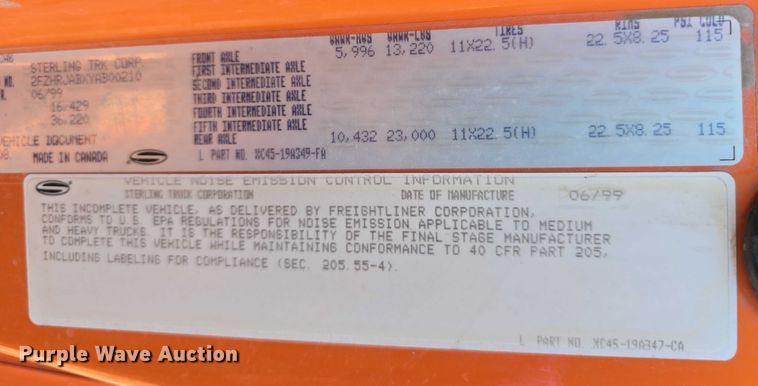 GAWR-KGS GAWR-LBS TIRES RIMS PSI COLD
STERLING TRK CORP. FRONT AXLE 5,996 13,220 11X22.5(H) 22.5X8.25 115
NO. 2FZHRJABXYAB00210 FIRST INTERMEDIATE AXLE
06/99 SECOND INTERMEDIATE AXLE
16,429 THIRD INTERMEDIATE AXLE
36,220 FOURTH INTERMEDIATE AXLE
FIFTH INTERMEDIATE AXLE
VEHICLE DOCUMENT REAR AXLE 10,432 23,000 11X22.5(H) 22.5X8.25 115
MADE IN CANADA L PART NO. XC45-19A349-FA
VEHICLE NOISE EMISSION CONTROL INFORMATION
STERLING TRUCK CORPORATION DATE OF MANUFACTURE 06/99
THIS INCOMPLETE VEHICLE, AS DELIVERED BY FREIGHTLINER CORPORATION,
CONFORMS TO U.S. EPA REGULATIONS FOR NOISE EMISSION APPLICABLE TO MEDIUM
AND HEAVY TRUCKS. IT IS THE RESPONSIBILITY OF THE FINAL-STAGE MANUFACTURER
TO COMPLETE THIS VEHICLE WHILE MAINTAINING CONFORMANCE TO 40 CFR PART 205,
INCLUDING LABELING FOR COMPLIANCE (SEC. 205.55-4).
L PART NO. XC45-19A347-CA
Purple Wave Auction